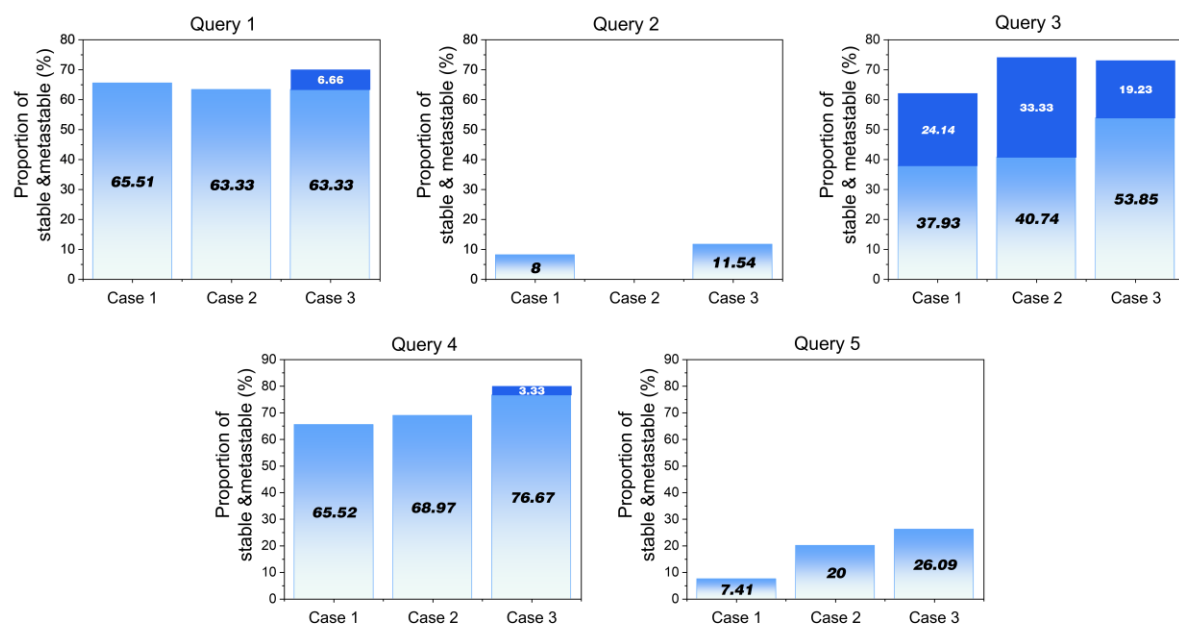 Query 1
Proportion of
stable &metastable (%)
80
70
60
50
40
30
20
10
0
6.66
65.51
63.33
63.33
Case 1
Case 2
Case 3
Query 2
Proportion of
stable & metastable (%)
80
70
60
50
40
30
20
10
0
8
11.54
Case 1
Case 2
Case 3
Query 3
Proportion of
stable & metastable (%)
80
70
60
50
40
30
20
10
0
24.14
33.33
19.23
37.93
40.74
53.85
Case 1
Case 2
Case 3
Query 4
Proportion of
stable &metastable (%)
90
80
70
60
50
40
30
20
10
0
3.33
65.52
68.97
76.67
Case 1
Case 2
Case 3
Query 5
Proportion of
stable &metastable (%)
90
80
70
60
50
40
30
20
10
0
7.41
20
26.09
Case 1
Case 2
Case 3